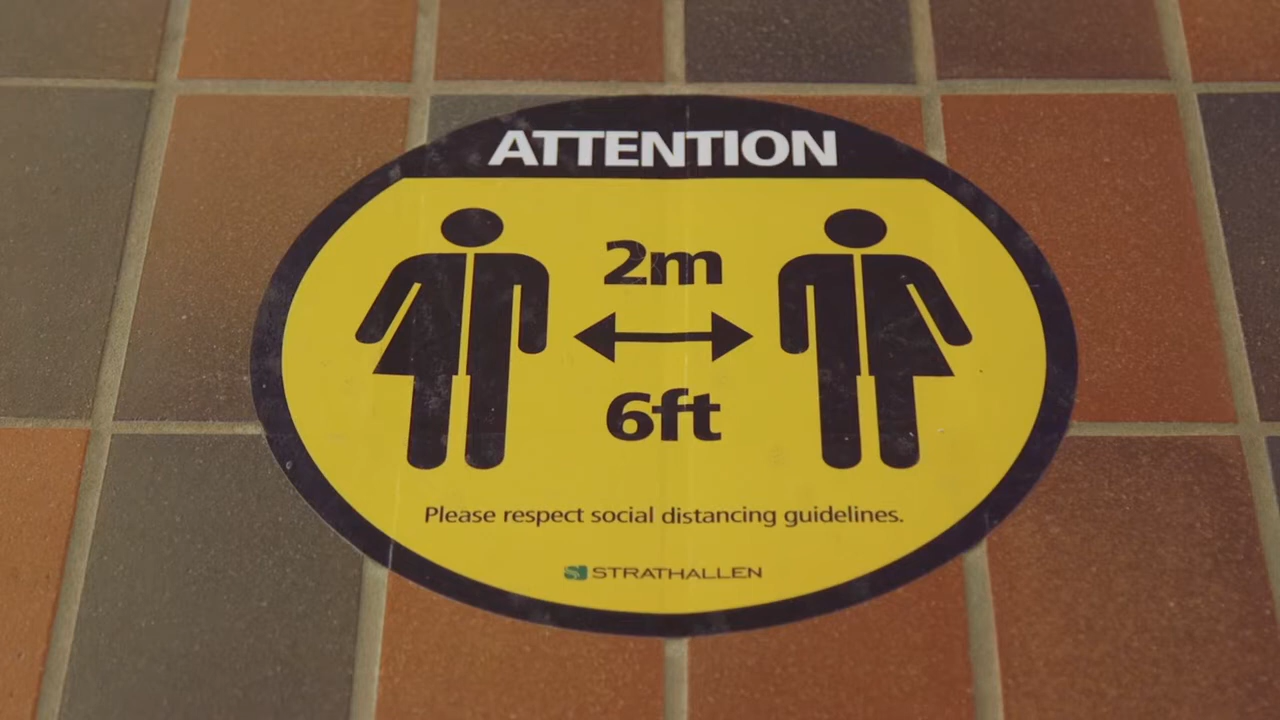 ATTENTION
2m
6ft
Please respect social distancing guidelines.
STRATHALLEN